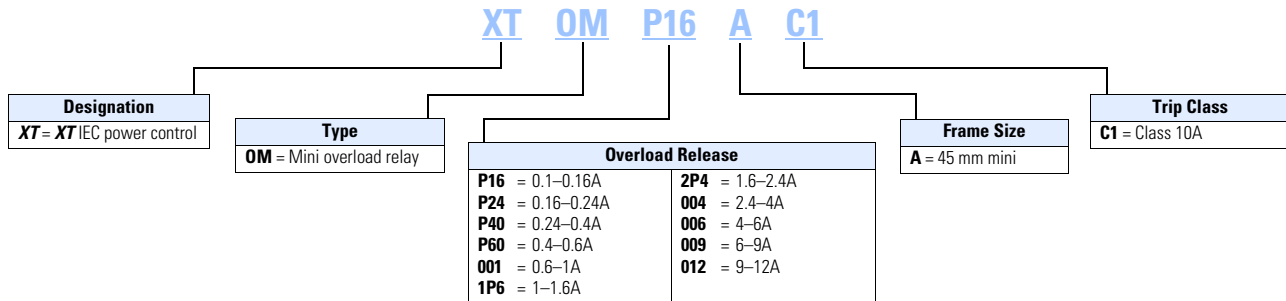 XT OM P16 A C1
Designation
XT = XT IEC power control
Type
OM = Mini overload relay
Overload Release
P16 = 0.1–0.16A
P24 = 0.16–0.24A
P40 = 0.24–0.4A
P60 = 0.4–0.6A
001 = 0.6–1A
1P6 = 1–1.6A
2P4 = 1.6–2.4A
004 = 2.4–4A
006 = 4–6A
009 = 6–9A
012 = 9–12A
Frame Size
A = 45 mm mini
Trip Class
C1 = Class 10A